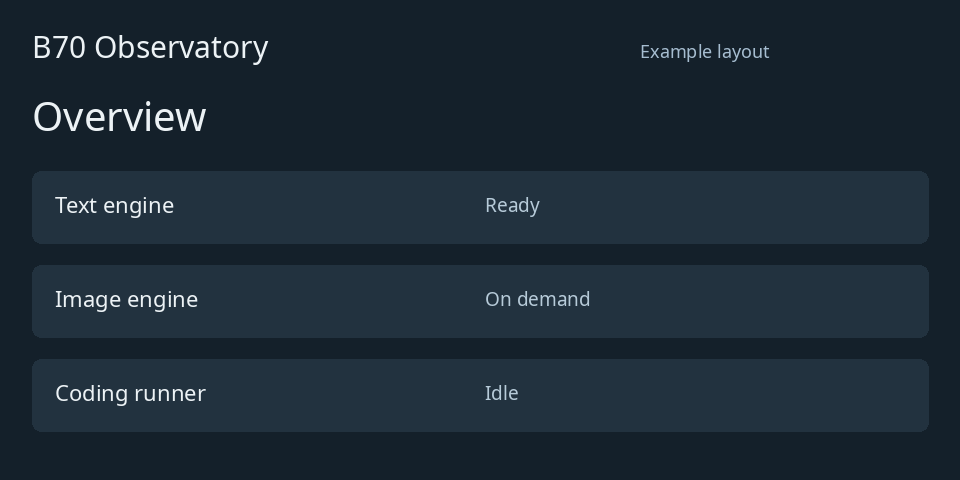 B70 Observatory
Example layout
Overview
Text engine
Ready
Image engine
On demand
Coding runner
Idle